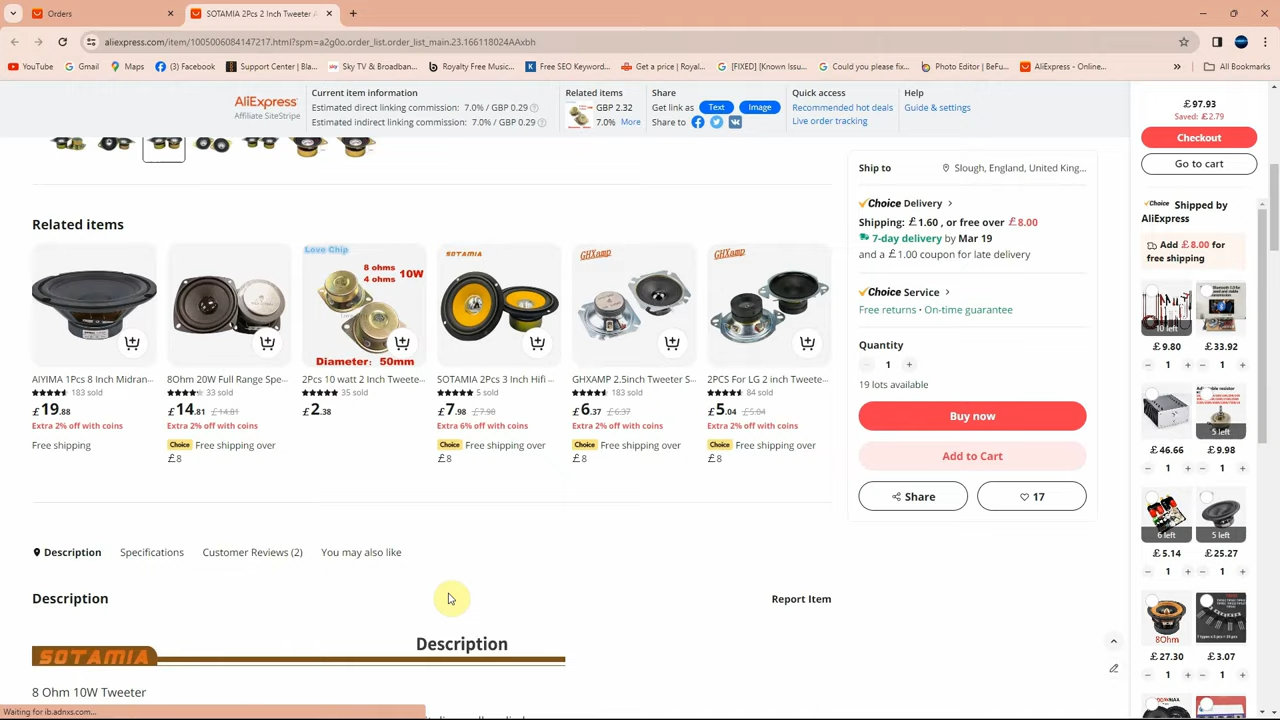 Orders
SOTAMIA 2Pcs 2 Inch Tweeter A
aliexpress.com/item/1005006084147217.html?spm=a2g0o.order_list.order_list_main.23.166118024AAxbh
YouTube
Gmail
Maps
(3) Facebook
Support Center | Bla...
Sky TV & Broadban...
Royalty Free Music...
Free SEO Keyword...
Get a price | Royal...
[FIXED] [Known Issu...
Could you please fix...
Photo Editor | BeFu...
AliExpress - Online...
All Bookmarks
AliExpress
Affiliate SiteStripe
Current item information
Estimated direct linking commission: 7.0% / GBP 0.29
Estimated indirect linking commission: 7.0% / GBP 0.29
Related items
GBP 2.32
7.0% More
Share
Get link as Text Image
Share to
Quick access
Recommended hot deals
Live order tracking
Help
Guide & settings
£97.93
Saved: £2.79
Checkout
Go to cart
Choice Shipped by
AliExpress
Add £8.00 for
free shipping
10 left
£9.80
£33.92
1
1
5 left
£46.66
£9.98
1
1
6 left
5 left
£5.14
£25.27
1
1
8Ohm
£27.30
£3.07
1
1
Ship to
Slough, England, United King...
Choice Delivery
Shipping: £1.60 , or free over £8.00
7-day delivery by Mar 19
and a £1.00 coupon for late delivery
Choice Service
Free returns · On-time guarantee
Quantity
1
19 lots available
Buy now
Add to Cart
Share
17
Related items
Love Chip
8 ohms
4 ohms
10W
Diameter: 50mm
SOTAMIA
GHXamp
GHXamp
AIYIMA 1Pcs 8 Inch Midran...
183 sold
£19.88
Extra 2% off with coins
Free shipping
8Ohm 20W Full Range Spe...
33 sold
£14.81 £14.81
Extra 2% off with coins
Choice Free shipping over
£8
2Pcs 10 watt 2 Inch Tweete...
35 sold
£2.38
SOTAMIA 2Pcs 3 Inch Hifi ...
5 sold
£7.98 £7.98
Extra 6% off with coins
Choice Free shipping over
£8
GHXAMP 2.5inch Tweeter S...
183 sold
£6.37 £6.37
Extra 2% off with coins
Choice Free shipping over
£8
2PCS For LG 2 inch Tweete...
84 sold
£5.04 £5.04
Extra 2% off with coins
Choice Free shipping over
£8
Description
Specifications
Customer Reviews (2)
You may also like
Description
Report Item
Description
SOTAMIA
8 Ohm 10W Tweeter
Waiting for ib.adnxs.com...